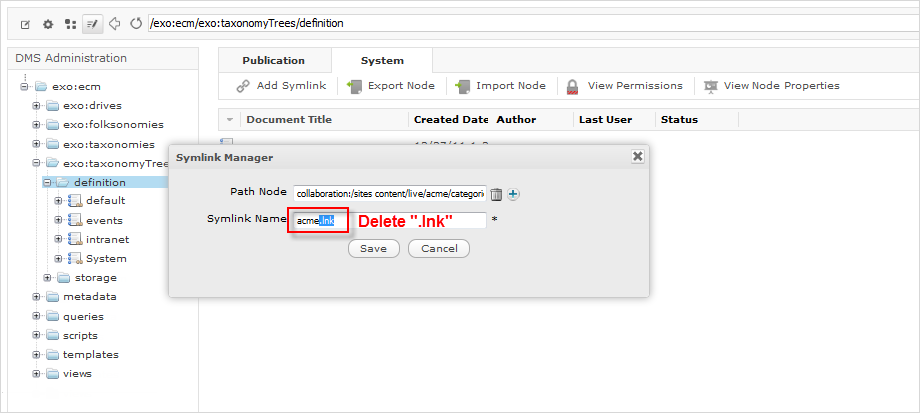 /exo:ecm/exo:taxonomyTrees/definition
DMS Administration
exo:ecm
exo:drives
exo:folksonomies
exo:taxonomies
exo:taxonomyTree
definition
default
events
intranet
System
storage
metadata
queries
scripts
templates
views
Publication System
Add Symlink Export Node Import Node View Permissions View Node Properties
Document Title Created Date Author Last User Status
Symlink Manager
Path Node collaboration:/sites content/live/acme/categori
Symlink Name acme.lnk Delete ".lnk" *
Save Cancel